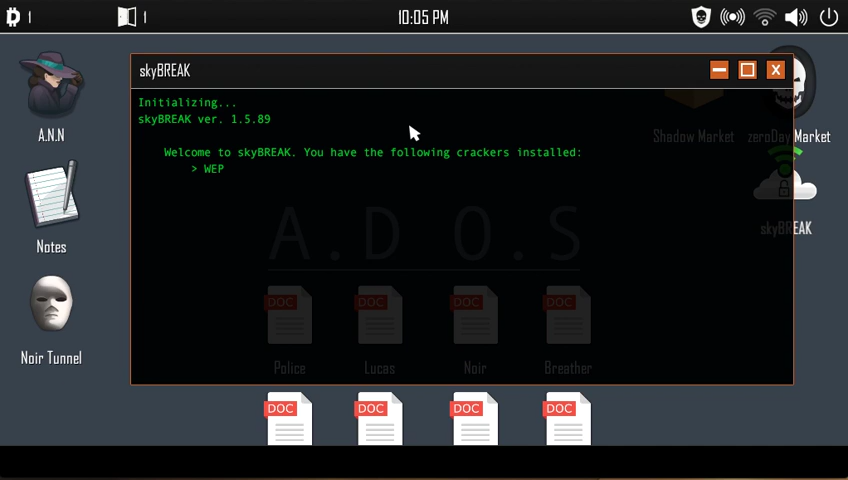 1 1 10:05 PM
skyBREAK
Initializing...
skyBREAK ver. 1.5.89
Welcome to skyBREAK. You have the following crackers installed:
> WEP
A.N.N
Shadow Market
zeroDay Market
Notes
skyBREAK
A.D O.S
Noir Tunnel
DOC DOC DOC DOC
Police Lucas Noir Breather
DOC DOC DOC DOC